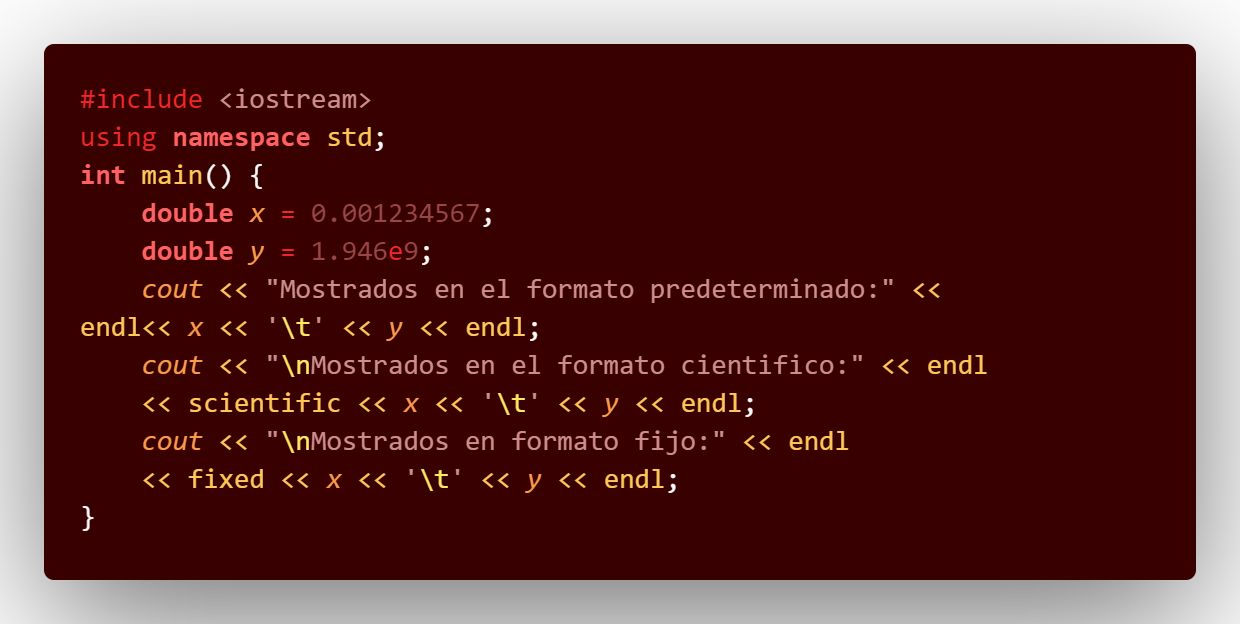 #include <iostream>
using namespace std;
int main() {
    double x = 0.001234567;
    double y = 1.946e9;
    cout << "Mostrados en el formato predeterminado:" <<
endl<< x << '\t' << y << endl;
    cout << "\nMostrados en el formato cientifico:" << endl
    << scientific << x << '\t' << y << endl;
    cout << "\nMostrados en formato fijo:" << endl
    << fixed << x << '\t' << y << endl;
}